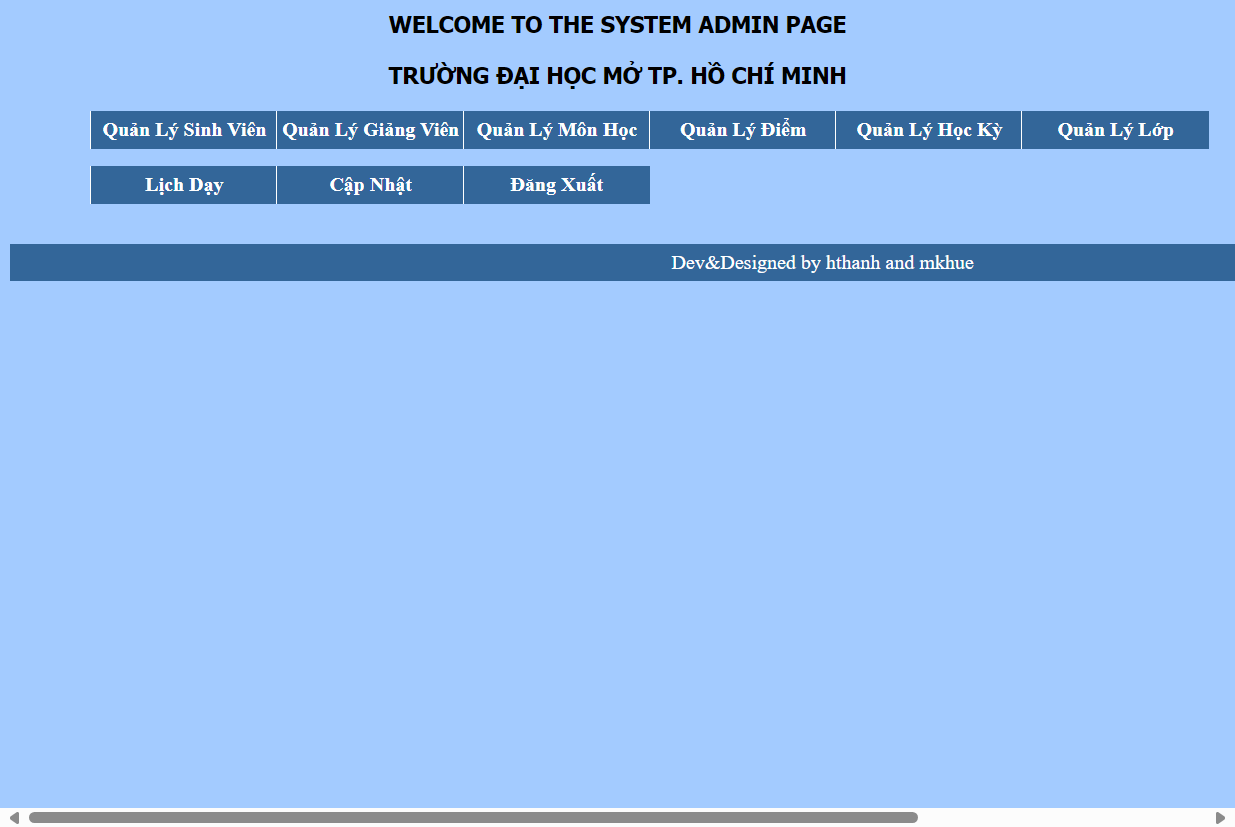 WELCOME TO THE SYSTEM ADMIN PAGE
TRƯỜNG ĐẠI HỌC MỞ TP. HỒ CHÍ MINH
Quản Lý Sinh Viên Quản Lý Giảng Viên Quản Lý Môn Học Quản Lý Điểm Quản Lý Học Kỳ Quản Lý Lớp
Lịch Dạy Cập Nhật Đăng Xuất
Dev&Designed by hthanh and mkhue